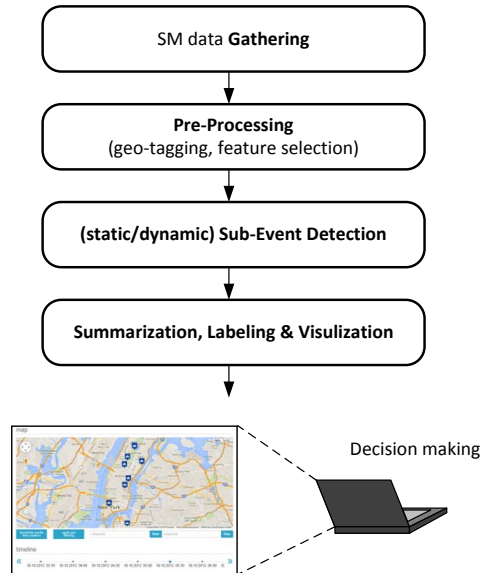 SM data Gathering
Pre-Processing
(geo-tagging, feature selection)
(static/dynamic) Sub-Event Detection
Summarization, Labeling & Visulization
map
New York
Decision making
timeline